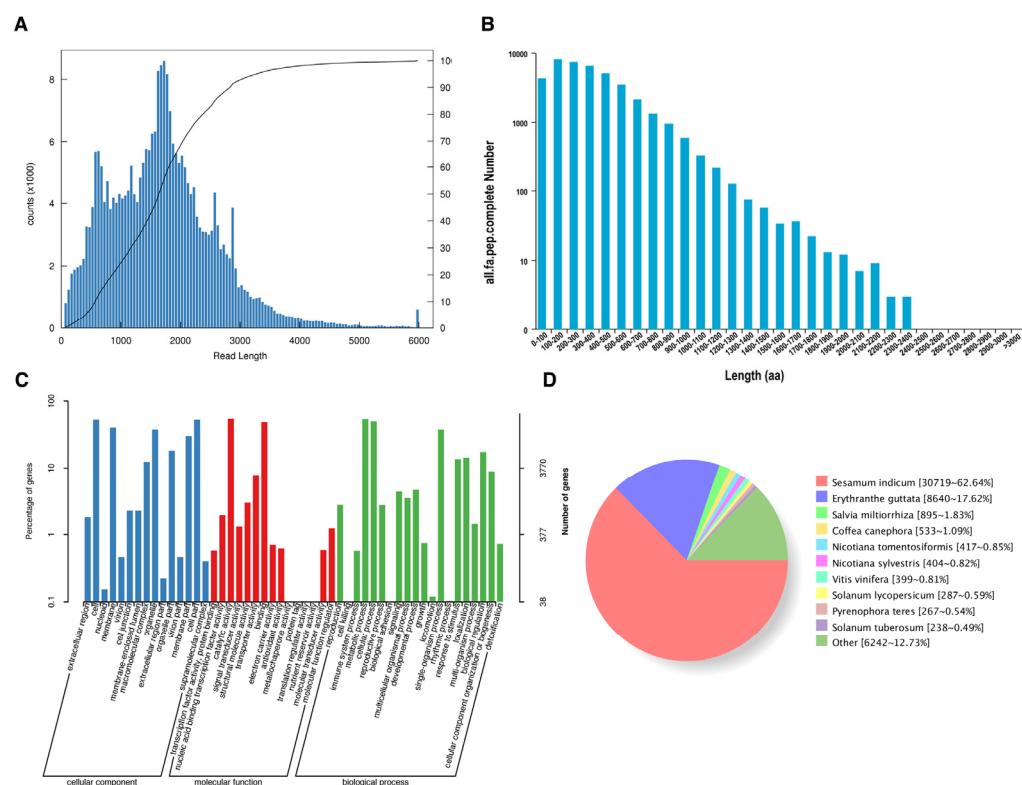 A
8
6
4
2
0
counts (x1000)
100
90
80
70
60
50
40
30
20
10
0
0 1000 2000 3000 4000 5000 6000
Read Length
B
10000
1000
100
10
0
all.fa.pep.complete Number
0-100
100-200
200-300
300-400
400-500
500-600
600-700
700-800
800-900
900-1000
1000-1100
1100-1200
1200-1300
1300-1400
1400-1500
1500-1600
1600-1700
1700-1800
1800-1900
1900-2000
2000-2100
2100-2200
2200-2300
2300-2400
2400-2500
2500-2600
2600-2700
2700-2800
2800-2900
2900-3000
>3000
Length (aa)
C
100
10
1
0.1
Percentage of genes
3770
377
38
Number of genes
extracellular region
cell
nucleoid
membrane
virion
cell junction
membrane-enclosed lumen
macromolecular complex
organelle
extracellular region part
organelle part
virion part
membrane part
cell part
supramolecular complex
transcription factor activity, protein binding
nucleic acid binding transcription factor activity
catalytic activity
signal transducer activity
structural molecule activity
transporter activity
binding
electron carrier activity
antioxidant activity
metallochaperone activity
protein tag
translation regulator activity
nutrient reservoir activity
molecular transducer activity
molecular function regulator
reproduction
cell killing
immune system process
metabolic process
cellular process
reproductive process
biological adhesion
signaling
multicellular organismal process
developmental process
growth
locomotion
single-organism process
rhythmic process
response to stimulus
localization
multi-organism process
biological regulation
cellular component organization or biogenesis
detoxification
cellular component
molecular function
biological process
D
Sesamum indicum [30719~62.64%]
Erythranthe guttata [8640~17.62%]
Salvia miltiorrhiza [895~1.83%]
Coffea canephora [533~1.09%]
Nicotiana tomentosiformis [417~0.85%]
Nicotiana sylvestris [404~0.82%]
Vitis vinifera [399~0.81%]
Solanum lycopersicum [287~0.59%]
Pyrenophora teres [267~0.54%]
Solanum tuberosum [238~0.49%]
Other [6242~12.73%]